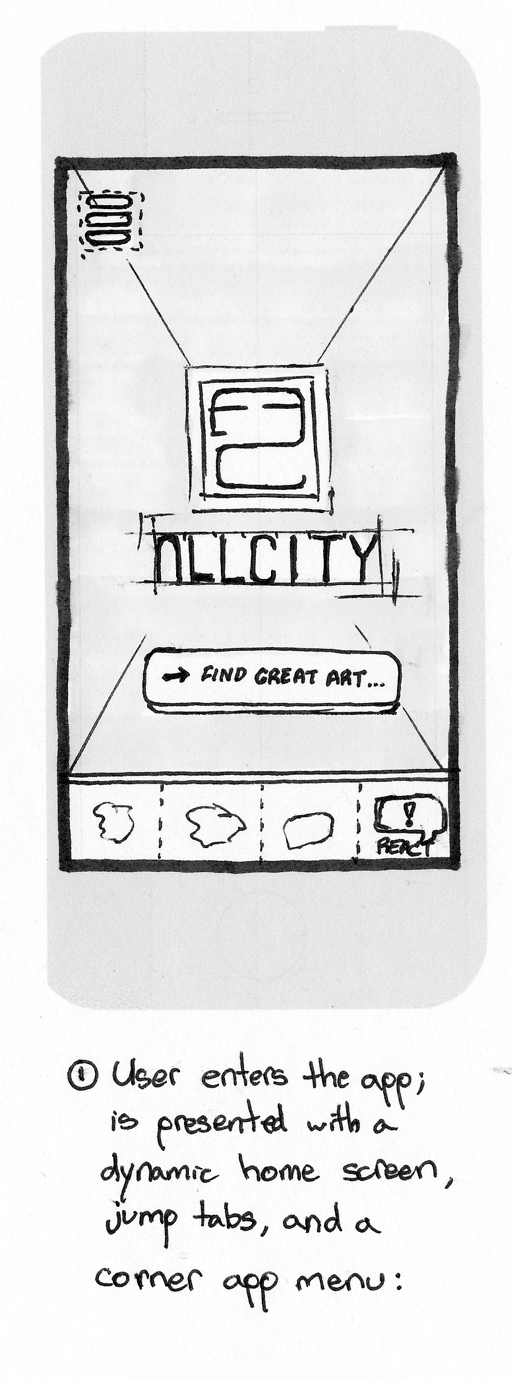 ALLCITY
→ FIND GREAT ART...
!
REACT
① User enters the app;
is presented with a
dynamic home screen,
jump tabs, and a
corner app menu: